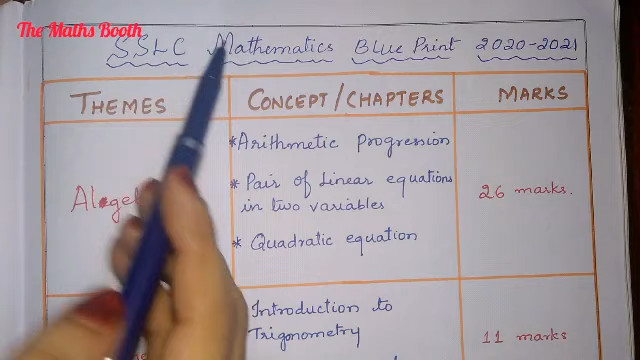 The Maths Booth
SSLC Mathematics Blue Print 2020-2021
THEMES CONCEPT/CHAPTERS MARKS
* Arithmetic progression
* Pair of Linear equations
in two variables
* Quadratic equation
26 marks.
Introduction to
Trigonometry
11 marks